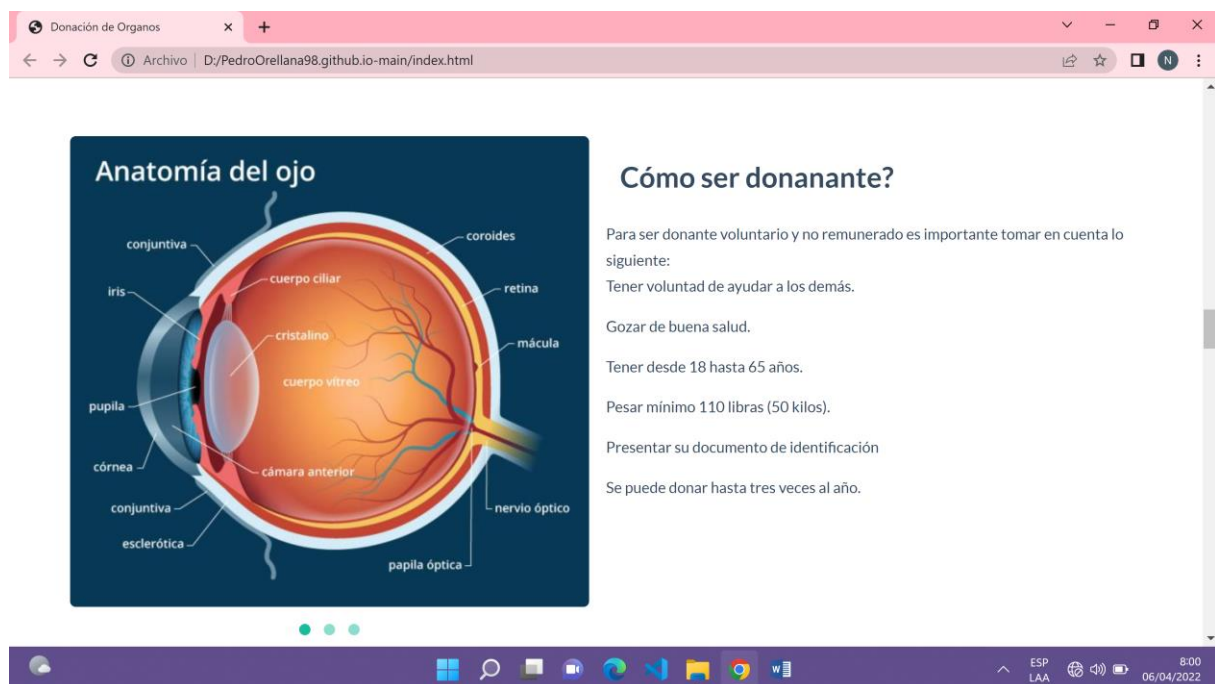 Donación de Organos
Archivo
D:/PedroOrellana98.github.io-main/index.html
N
Anatomía del ojo
conjuntiva
iris
pupila
córnea
conjuntiva
esclerótica
cuerpo ciliar
cristalino
cuerpo vítreo
cámara anterior
coroides
retina
mácula
nervio óptico
papila óptica
Cómo ser donanante?
Para ser donante voluntario y no remunerado es importante tomar en cuenta lo
siguiente:
Tener voluntad de ayudar a los demás.
Gozar de buena salud.
Tener desde 18 hasta 65 años.
Pesar mínimo 110 libras (50 kilos).
Presentar su documento de identificación
Se puede donar hasta tres veces al año.
ESP
LAA
8:00
06/04/2022